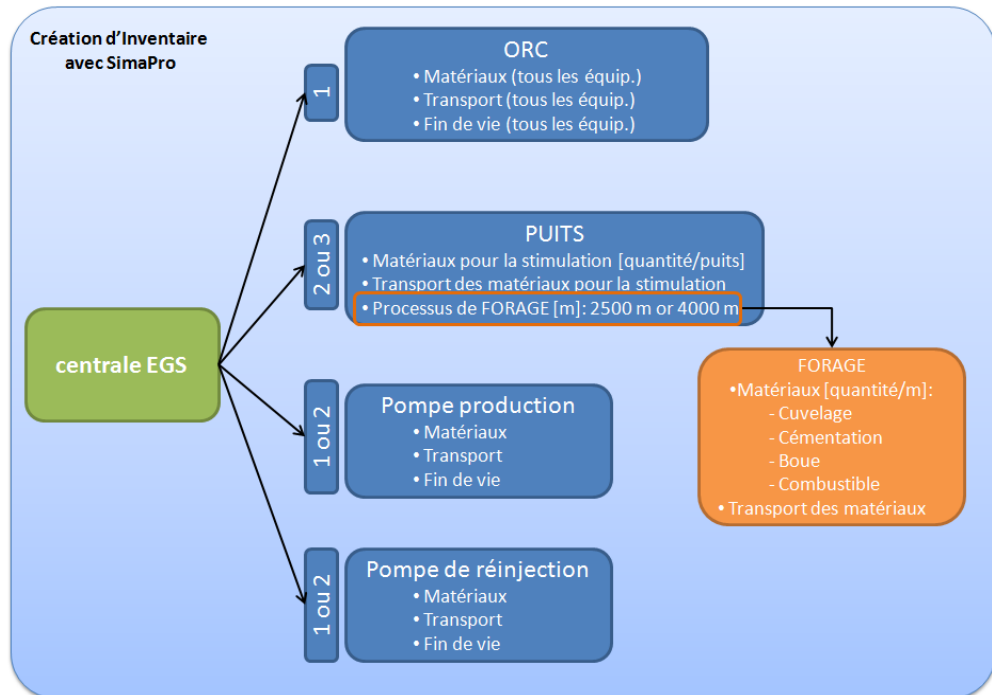 Création d'Inventaire
avec SimaPro
ORC
• Matériaux (tous les équip.)
• Transport (tous les équip.)
• Fin de vie (tous les équip.)
1
PUITS
• Matériaux pour la stimulation [quantité/puits]
• Transport des matériaux pour la stimulation
• Processus de FORAGE [m]: 2500 m or 4000 m
2 ou 3
centrale EGS
FORAGE
•Matériaux [quantité/m]:
- Cuvelage
- Cémentation
- Boue
- Combustible
• Transport des matériaux
Pompe production
• Matériaux
• Transport
• Fin de vie
1 ou 2
Pompe de réinjection
• Matériaux
• Transport
• Fin de vie
1 ou 2